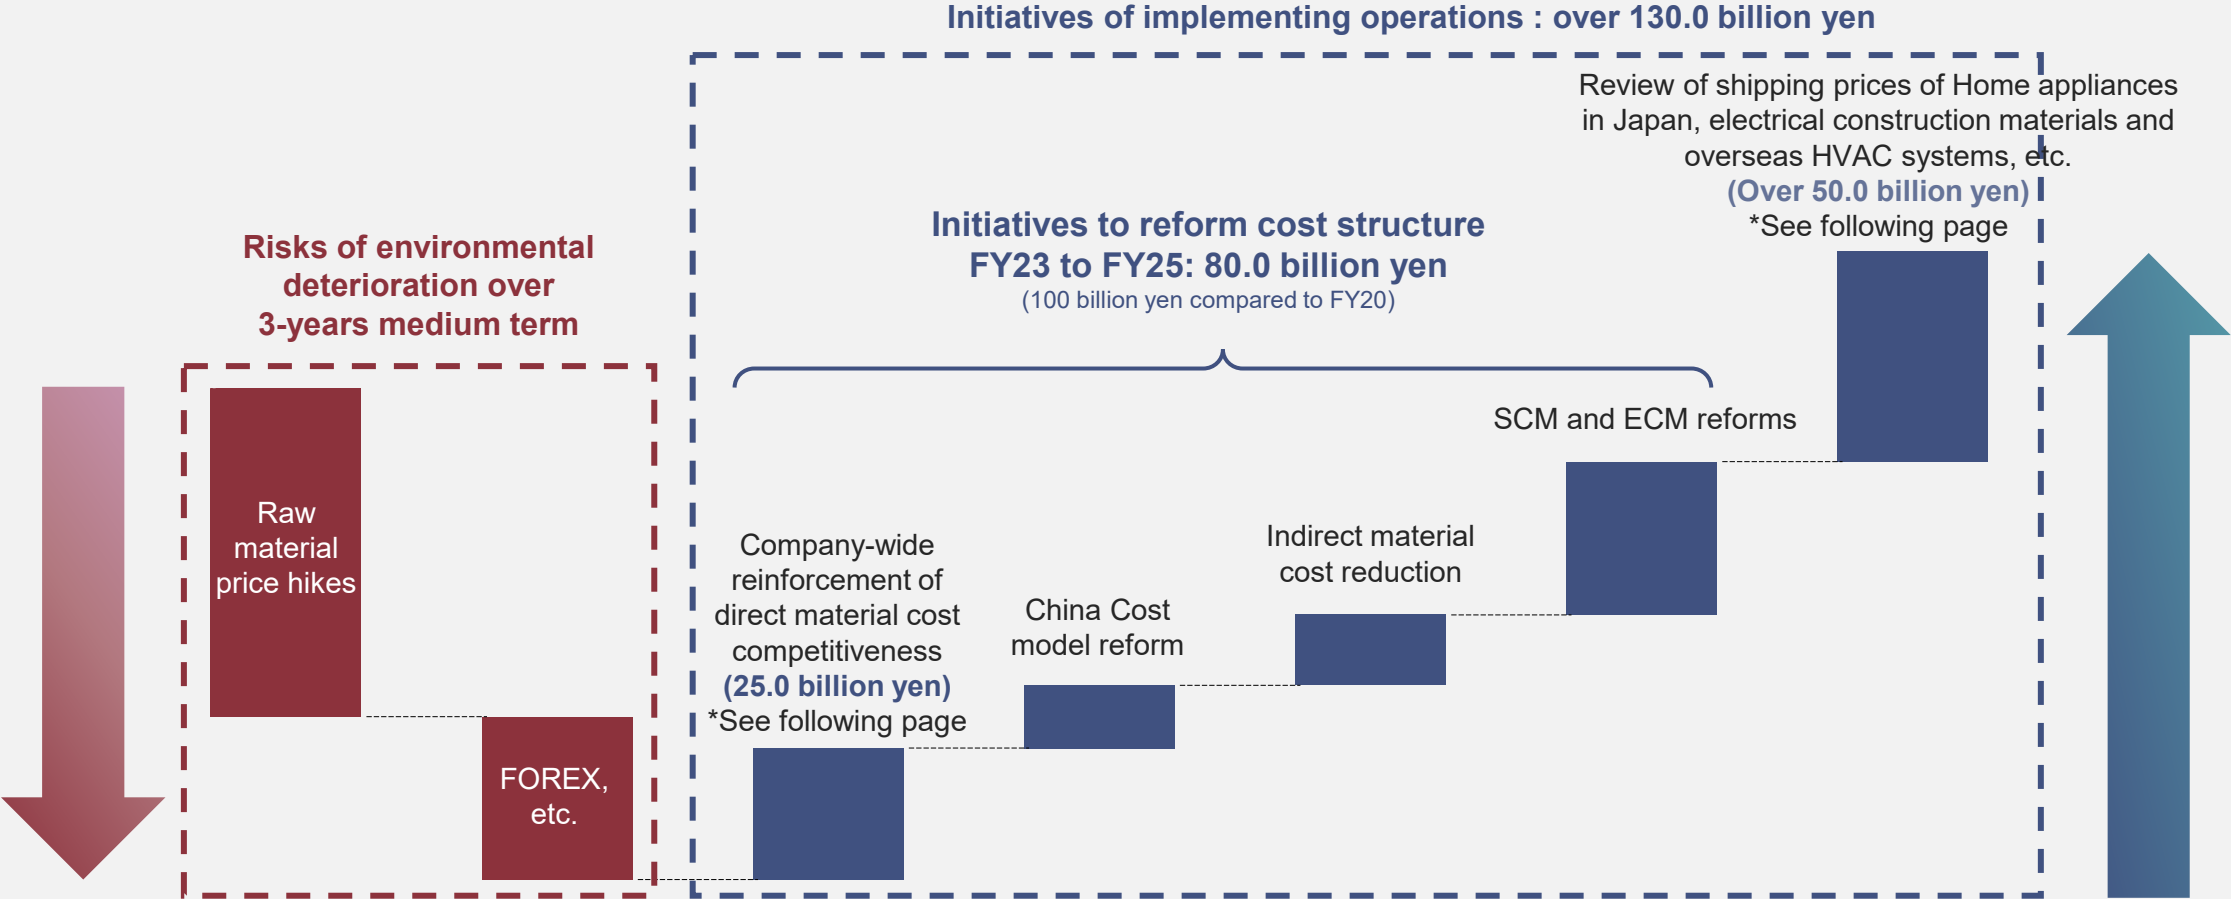 Initiatives of implementing operations : over 130.0 billion yen
Review of shipping prices of Home appliances
in Japan, electrical construction materials and
overseas HVAC systems, etc.
(Over 50.0 billion yen)
*See following page
Initiatives to reform cost structure
FY23 to FY25: 80.0 billion yen
(100 billion yen compared to FY20)
Risks of environmental
deterioration over
3-years medium term
SCM and ECM reforms
Raw
material
price hikes
Company-wide
reinforcement of
direct material cost
competitiveness
(25.0 billion yen)
*See following page
Indirect material
cost reduction
China Cost
model reform
FOREX,
etc.